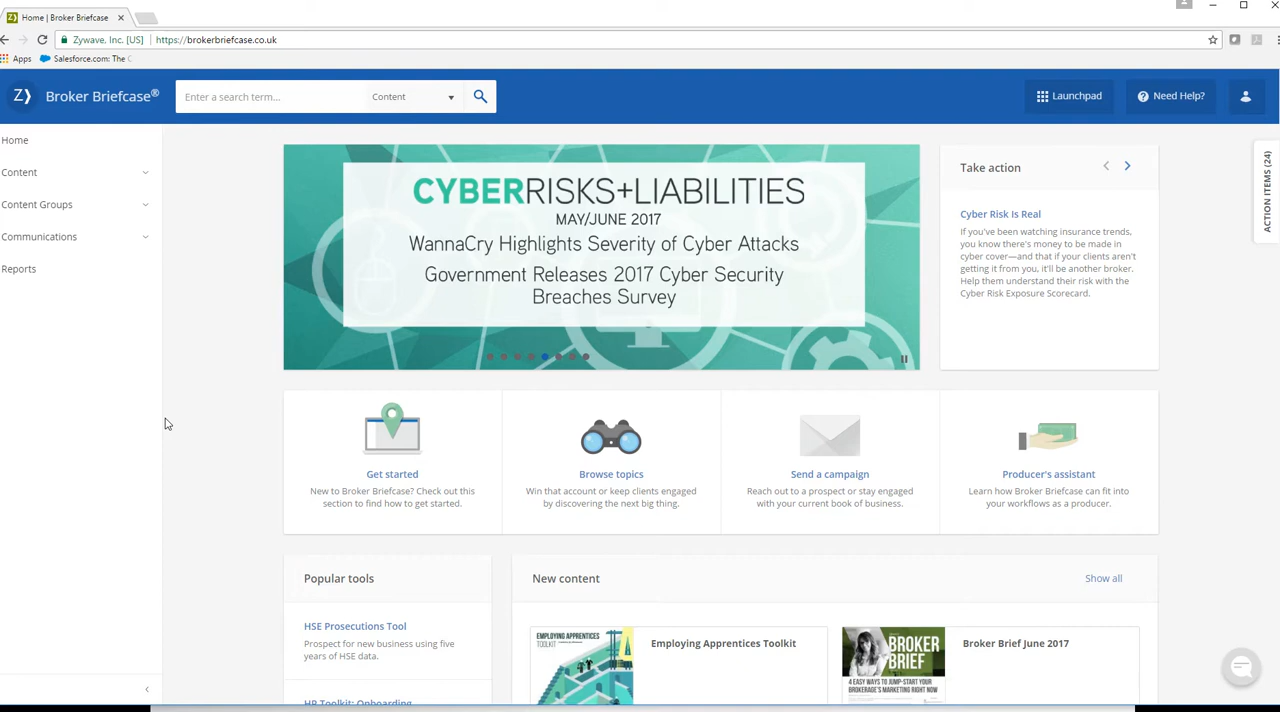 Home | Broker Briefcase
Zywave, Inc. [US] https://brokerbriefcase.co.uk
Apps Salesforce.com: The C
Z Broker Briefcase®
Enter a search term...
Content
Launchpad
Need Help?
Home
Content
Content Groups
Communications
Reports
CYBERRISKS+LIABILITIES
MAY/JUNE 2017
WannaCry Highlights Severity of Cyber Attacks
Government Releases 2017 Cyber Security
Breaches Survey
Take action
Cyber Risk Is Real
If you've been watching insurance trends,
you know there's money to be made in
cyber cover—and that if your clients aren't
getting it from you, it'll be another broker.
Help them understand their risk with the
Cyber Risk Exposure Scorecard.
ACTION ITEMS (24)
Get started
New to Broker Briefcase? Check out this
section to find how to get started.
Browse topics
Win that account or keep clients engaged
by discovering the next big thing.
Send a campaign
Reach out to a prospect or stay engaged
with your current book of business.
Producer's assistant
Learn how Broker Briefcase can fit into
your workflows as a producer.
Popular tools
HSE Prosecutions Tool
Prospect for new business using five
years of HSE data.
HR Toolkit: Onboarding
New content
Show all
EMPLOYING APPRENTICES
TOOLKIT
Employing Apprentices Toolkit
BROKER
BRIEF
4 EASY WAYS TO JUMP-START YOUR
BROKERAGE'S MARKETING RIGHT NOW
Broker Brief June 2017